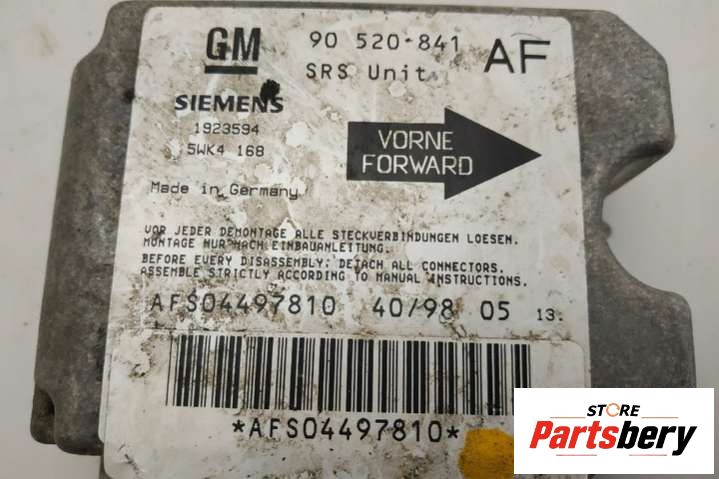 GM
90 520-841 AF
SRS Unit
SIEMENS
1923594
5WK4 168
VORNE
FORWARD
Made in Germany
VOR JEDER DEMONTAGE ALLE STECKVERBINDUNGEN LOESEN.
MONTAGE NUR NACH EINBAUANLEITUNG.
BEFORE EVERY DISASSEMBLY: DETACH ALL CONNECTORS.
ASSEMBLE STRICTLY ACCORDING TO MANUAL INSTRUCTIONS.
AFS04497810 40/98 05 13.
*AFS04497810*
STORE
Partsbery